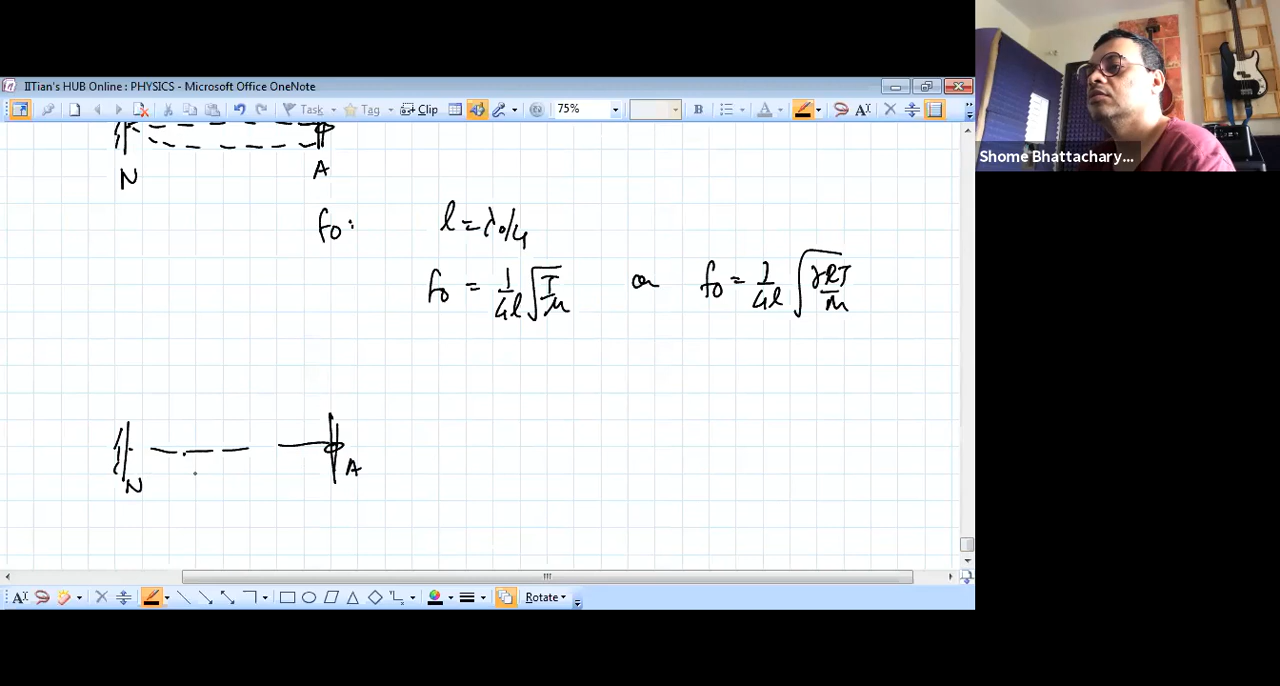 IITian's HUB Online : PHYSICS - Microsoft Office OneNote
Task Tag Clip 75% B A A
Shome Bhattachary...
N A
f₀: l = λ₀/4
f₀ = 1/4l √T/μ or f₀ = 1/4l √γRT/M
N A
A Rotate